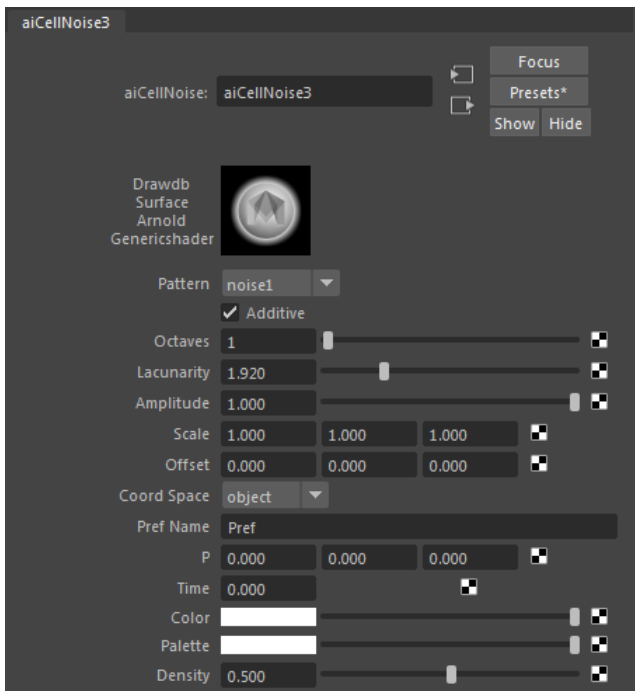 aiCellNoise3
Focus
aiCellNoise: aiCellNoise3
Presets*
Show Hide
Drawdb
Surface
Arnold
Genericshader
Pattern noise1
Additive
Octaves 1
Lacunarity 1.920
Amplitude 1.000
Scale 1.000 1.000 1.000
Offset 0.000 0.000 0.000
Coord Space object
Pref Name Pref
P 0.000 0.000 0.000
Time 0.000
Color
Palette
Density 0.500